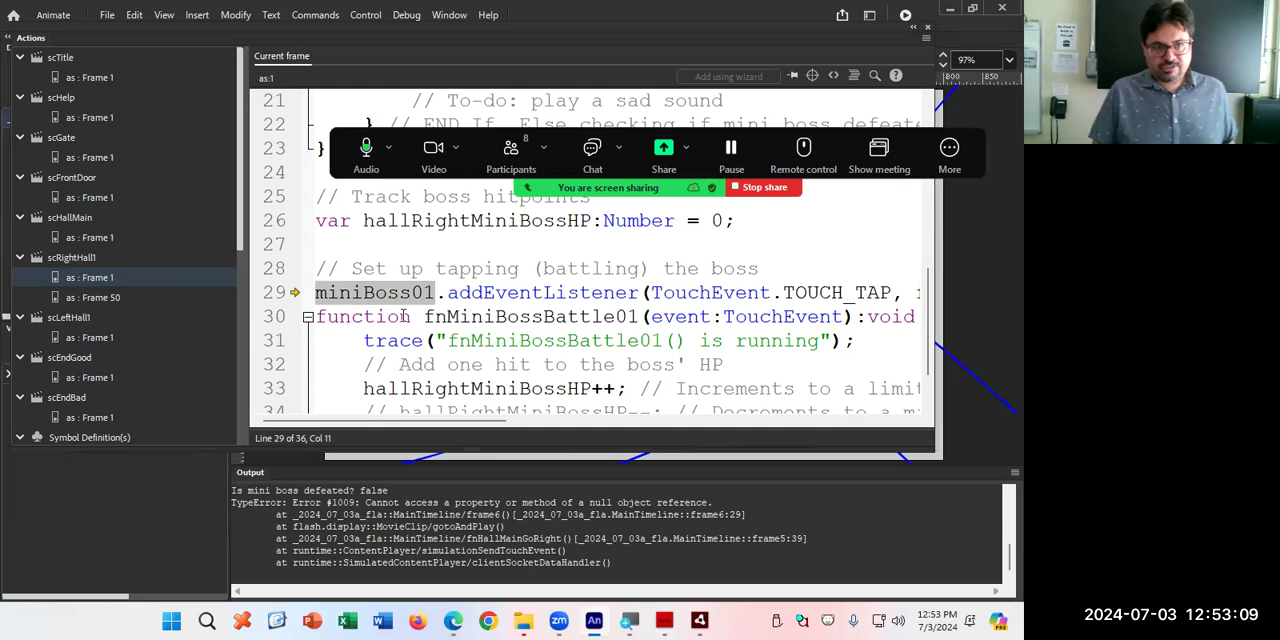 Animate File Edit View Insert Modify Text Commands Control Debug Window Help
Actions
scTitle
as : Frame 1
scHelp
as : Frame 1
scGate
as : Frame 1
scFrontDoor
as : Frame 1
scHallMain
as : Frame 1
scRightHall1
as : Frame 1
as : Frame 50
scLeftHall1
as : Frame 1
scEndGood
as : Frame 1
scEndBad
as : Frame 1
Symbol Definition(s)
Current frame
as:1
Add using wizard
97%
800 850
21 // To-do: play a sad sound
22 } // END If, Else checking if mini boss defeate
23 }
24
25 // Track boss hitpoints
26 var hallRightMiniBossHP:Number = 0;
27
28 // Set up tapping (battling) the boss
29 miniBoss01.addEventListener(TouchEvent.TOUCH_TAP, f
30 function fnMiniBossBattle01(event:TouchEvent):void
31 trace("fnMiniBossBattle01() is running");
32 // Add one hit to the boss' HP
33 hallRightMiniBossHP++; // Increments to a limit
34 // hallRightMiniBossHP--; // Decrements to a m
Audio Video Participants 8 Chat Share Pause Remote control Show meeting More
You are screen sharing Stop share
Line 29 of 36, Col 11
Output
Is mini boss defeated? false
TypeError: Error #1009: Cannot access a property or method of a null object reference.
at _2024_07_03a_fla.MainTimeline::frame6()[_2024_07_03a_fla.MainTimeline::frame6:29]
at flash.display::MovieClip/gotoAndPlay()
at _2024_07_03a_fla.MainTimeline/fnHallMainGoRight()[_2024_07_03a_fla.MainTimeline::frame5:39]
at runtime::ContentPlayer/simulationSendTouchEvent()
at runtime::SimulatedContentPlayer/clientSocketDataHandler()
12:53 PM
7/3/2024
2024-07-03 12:53:09